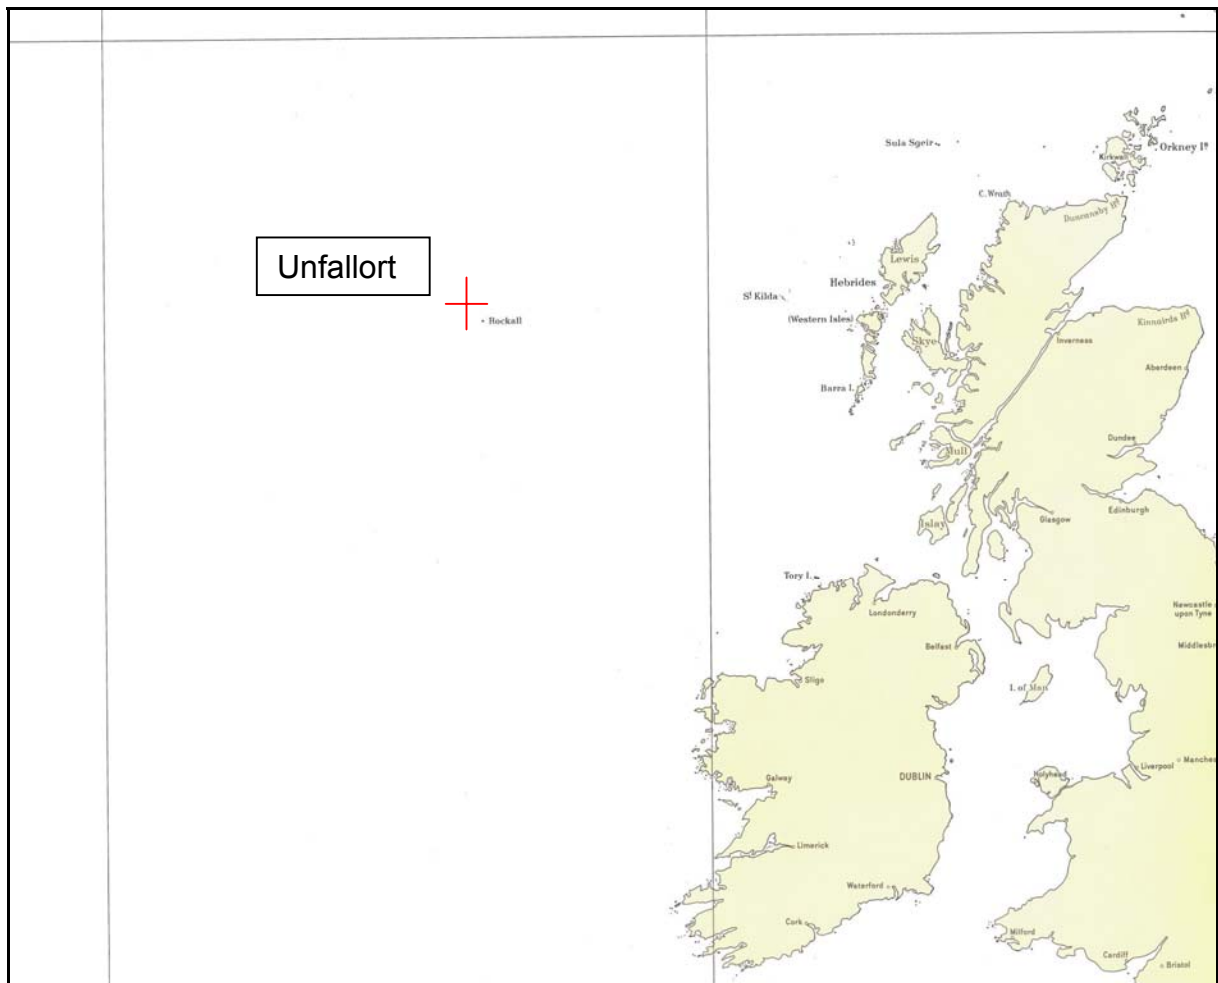 Sula Sgeir
Orkney Iˢ
Kirkwall
C. Wrath
Duncansby Hᵈ
Unfallort
Lewis
Hebrides
Sᵗ Kilda
(Western Isles)
Rockall
Kinnairds Hᵈ
Skye
Inverness
Aberdeen
Barra I.
Dundee
Mull
Islay
Glasgow
Edinburgh
Tory I.
Londonderry
Newcastle
upon Tyne
Belfast
Middlesbr
Sligo
I. of Man
Galway
DUBLIN
Holyhead
Liverpool
Manches
Limerick
Waterford
Cork
Milford
Cardiff
Bristol